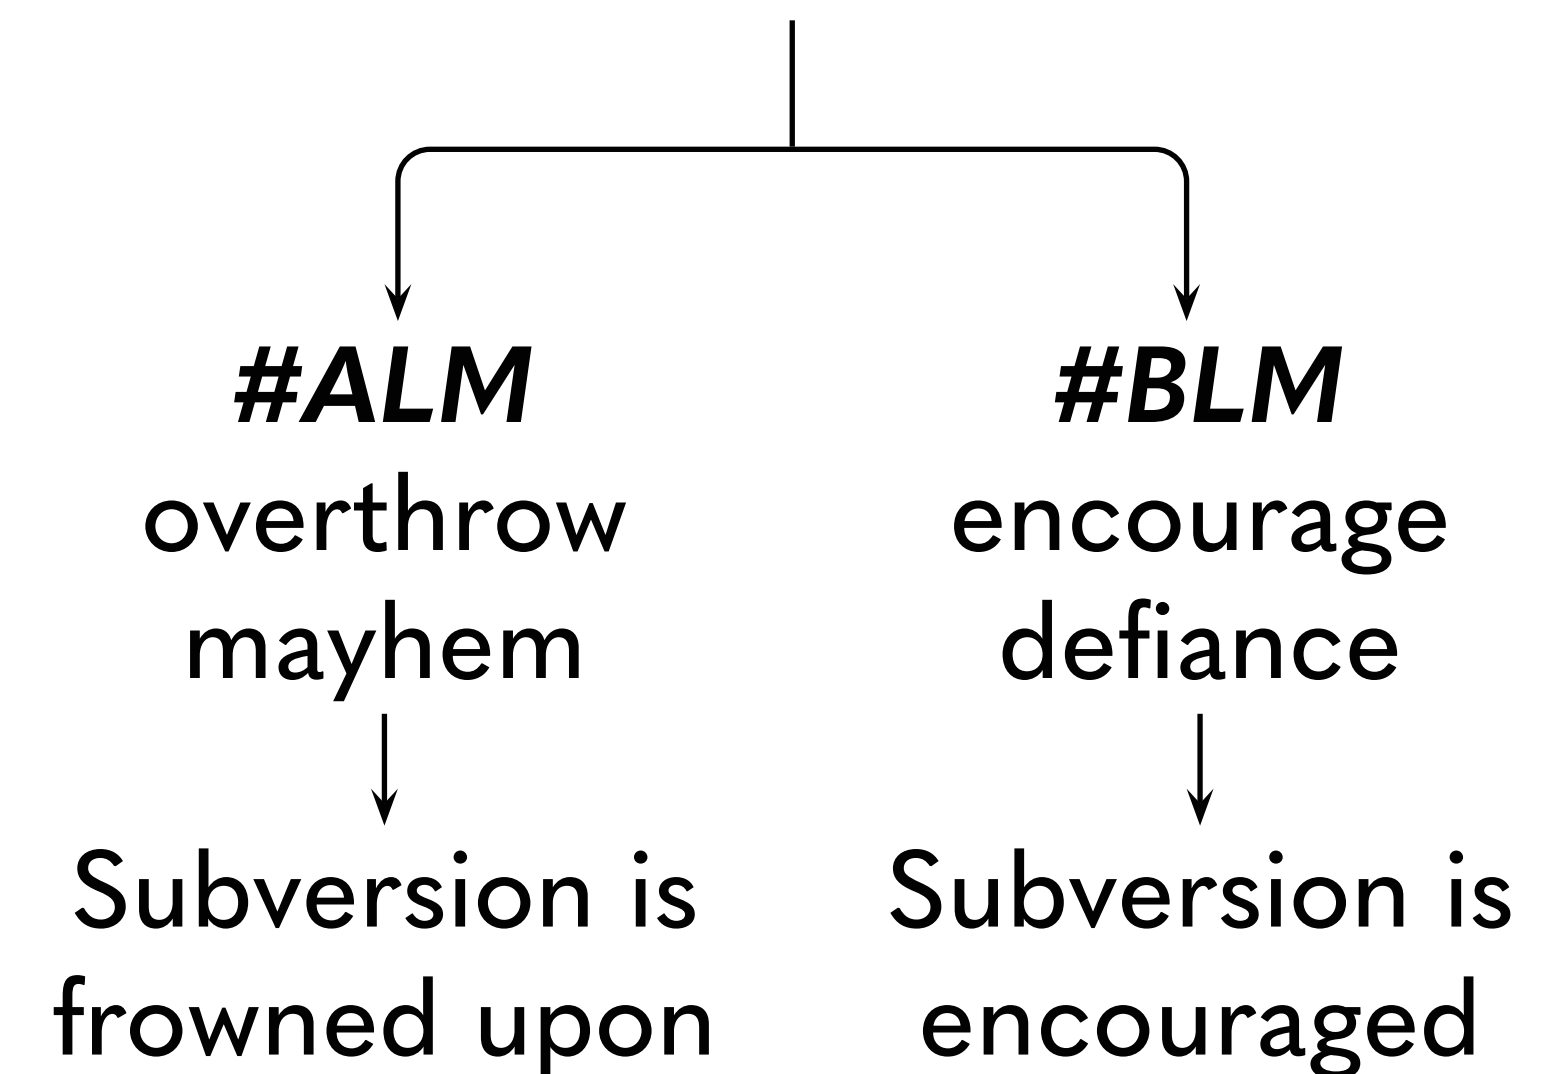 #ALM
overthrow
mayhem
Subversion is
frowned upon
#BLM
encourage
defiance
Subversion is
encouraged